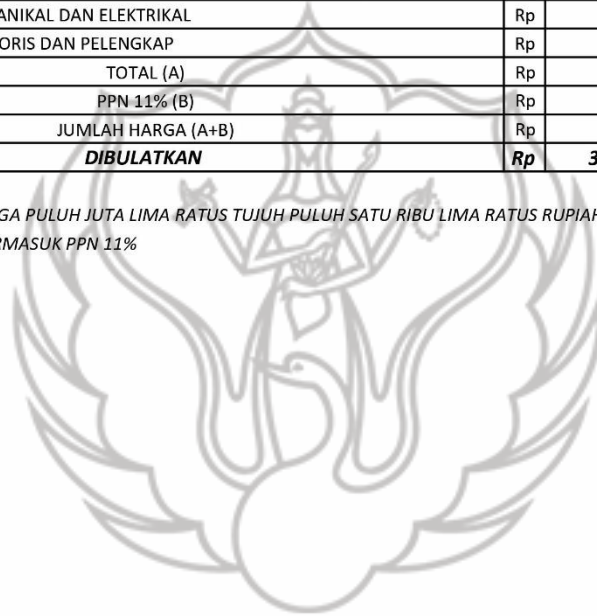 ANIKAL DAN ELEKTRIKAL Rp
ORIS DAN PELENGKAP Rp
TOTAL (A) Rp
PPN 11% (B) Rp
JUMLAH HARGA (A+B) Rp
DIBULATKAN Rp 3
GA PULUH JUTA LIMA RATUS TUJUH PULUH SATU RIBU LIMA RATUS RUPIAH
RMASUK PPN 11%